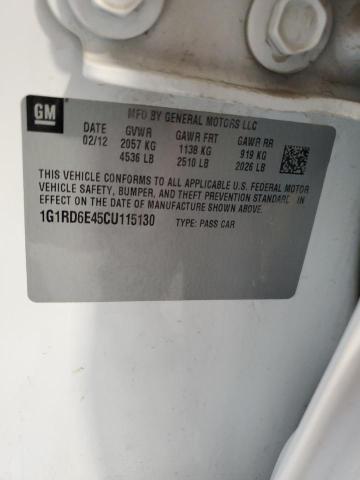 GM
MFD BY GENERAL MOTORS LLC
DATE GVWR GAWR FRT GAWR RR
02/12 2057 KG 1138 KG 919 KG
4536 LB 2510 LB 2026 LB
THIS VEHICLE CONFORMS TO ALL APPLICABLE U.S. FEDERAL MOTOR
VEHICLE SAFETY, BUMPER, AND THEFT PREVENTION STANDARDS IN
EFFECT ON THE DATE OF MANUFACTURE SHOWN ABOVE.
1G1RD6E45CU115130 TYPE: PASS CAR